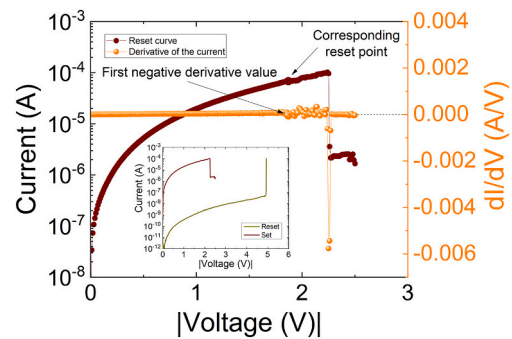 Reset curve
Derivative of the current
Corresponding
reset point
First negative derivative value
Current (A)
10⁻³
10⁻⁴
10⁻⁵
10⁻⁶
10⁻⁷
10⁻⁸
0
1
2
3
|Voltage (V)|
0.004
0.002
0.000
-0.002
-0.004
-0.006
dI/dV (A/V)
Current (A)
10⁻³
10⁻⁴
10⁻⁵
10⁻⁶
10⁻⁷
10⁻⁸
10⁻⁹
10⁻¹⁰
10⁻¹¹
10⁻¹²
Reset
Set
0 1 2 3 4 5 6
|Voltage (V)|